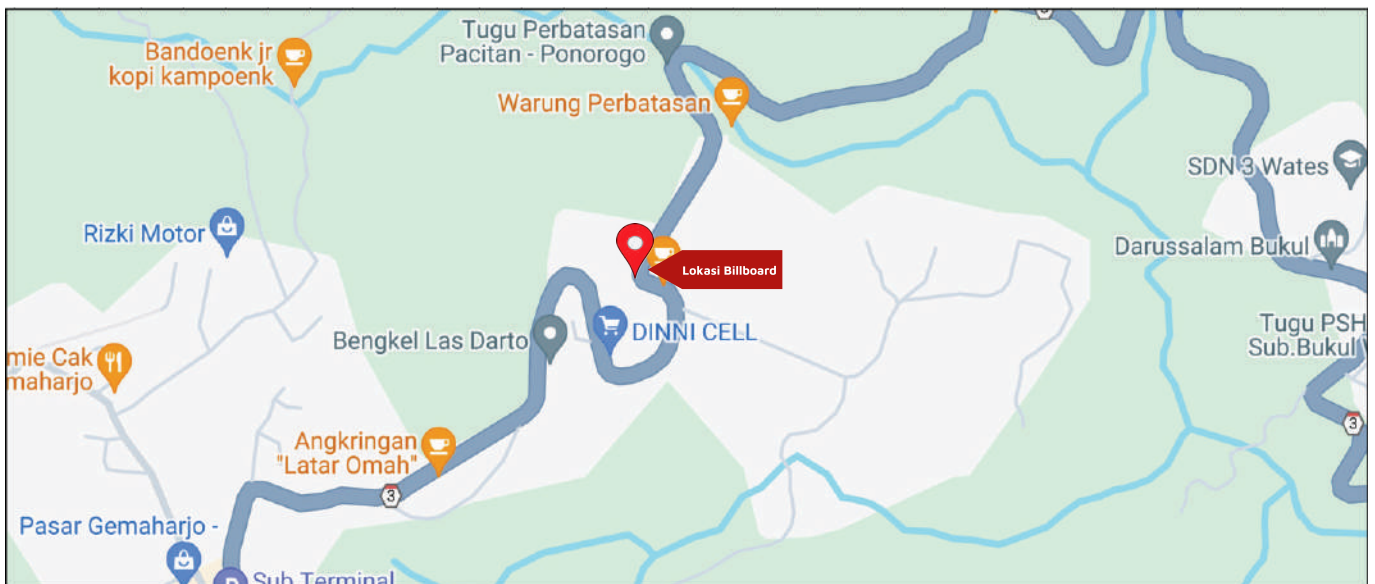 Tugu Perbatasan
Pacitan - Ponorogo
Bandoenk jr
kopi kampoenk
Warung Perbatasan
SDN 3 Wates
Rizki Motor
Darussalam Bukul
Lokasi Billboard
DINNI CELL
Bengkel Las Darto
Tugu PSH
Sub.Bukul
mie Cak
maharjo
3
Angkringan
"Latar Omah"
3
Pasar Gemaharjo -
Sub Terminal